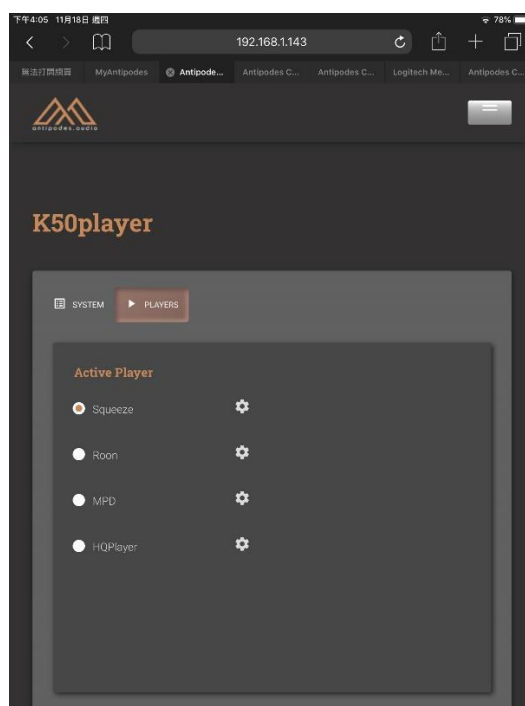 下午4:05 11月18日 週四
78%
192.168.1.143
無法打開網頁 MyAntipodes Antipode... Antipodes C... Antipodes C... Logitech Me... Antipodes C...
antipodes.audio
K50player
SYSTEM PLAYERS
Active Player
Squeeze
Roon
MPD
HQPlayer